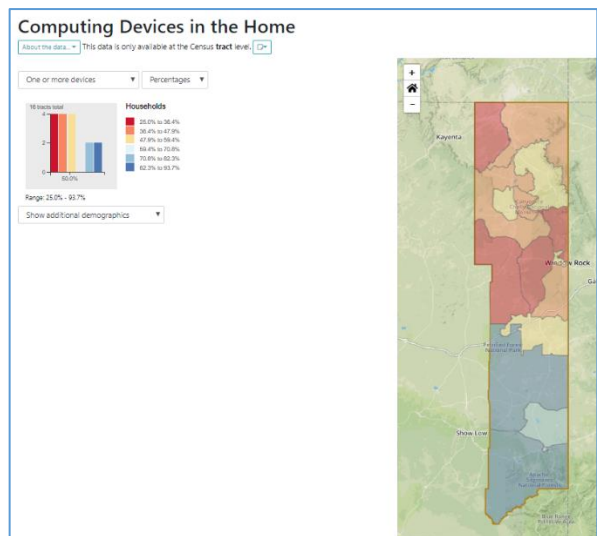 Computing Devices in the Home
About the data... This data is only available at the Census tract level.
One or more devices
Percentages
16 tracts total
4
2
0
50.0%
Households
25.0% to 36.4%
36.4% to 47.9%
47.9% to 59.4%
59.4% to 70.8%
70.8% to 82.3%
82.3% to 93.7%
Range: 25.0% - 93.7%
Show additional demographics
+
−
Kayenta
Window Rock
Ga
Petrified Forest
National Park
Show Low